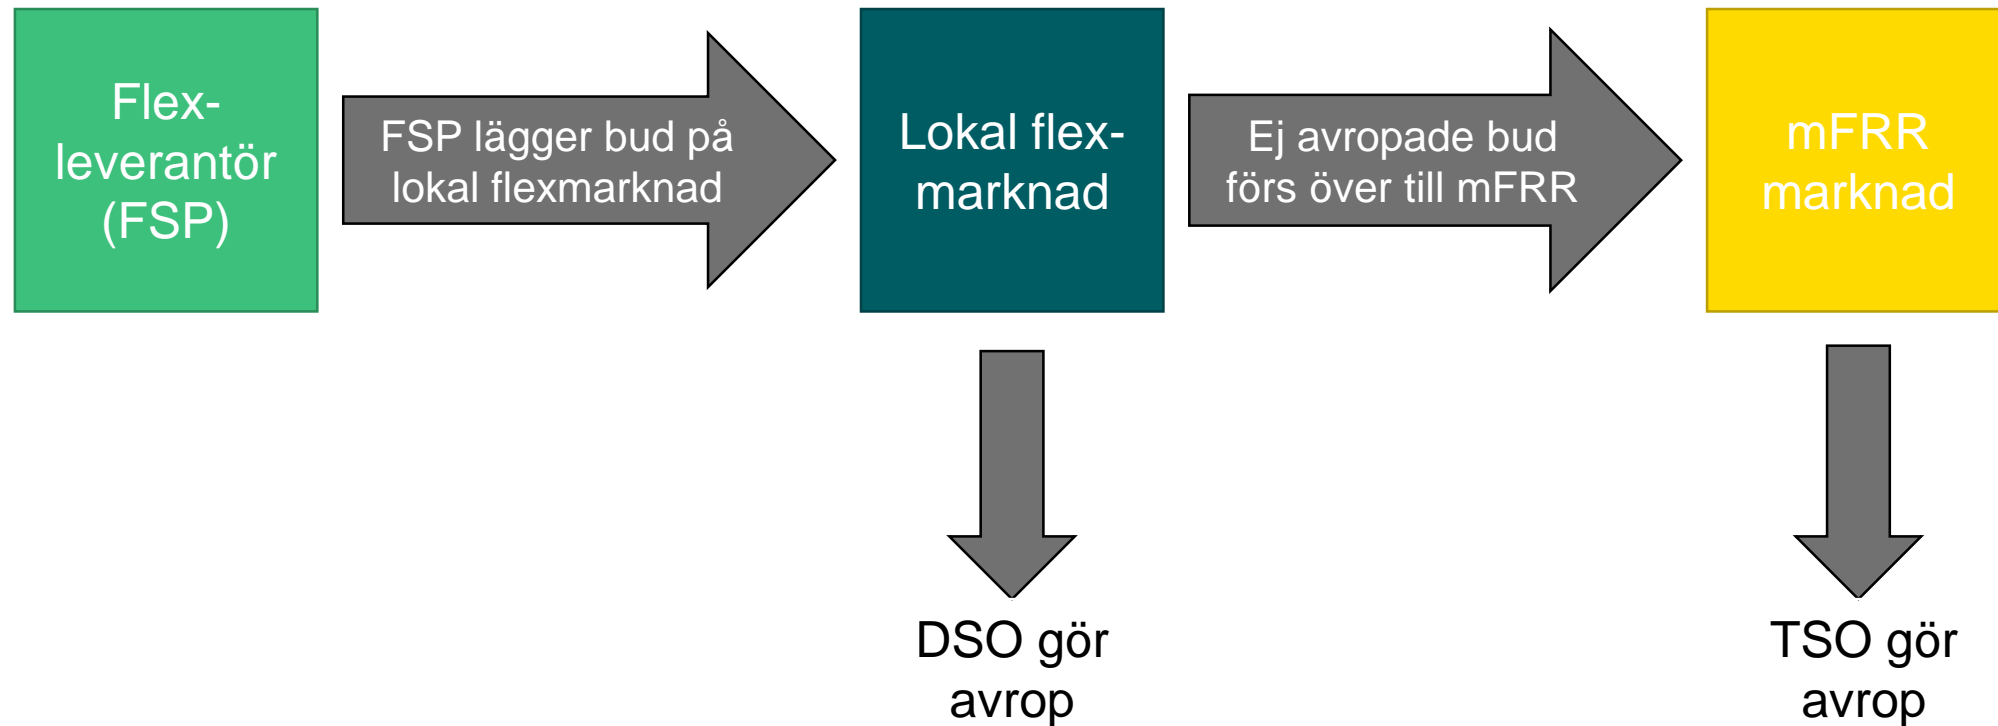 Flex-
leverantör
(FSP)
FSP lägger bud på
lokal flexmarknad
Lokal flex-
marknad
Ej avropade bud
förs över till mFRR
mFRR
marknad
DSO gör
avrop
TSO gör
avrop